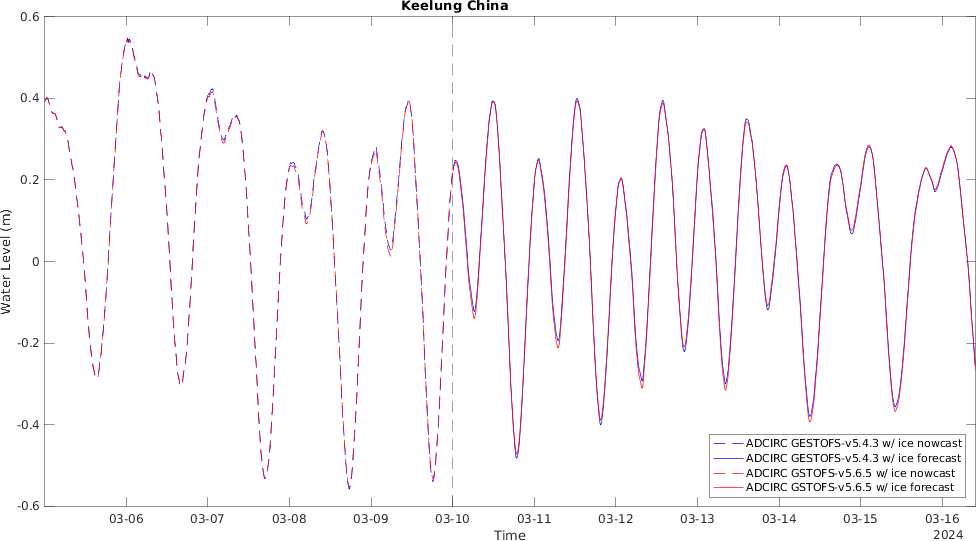 Keelung China
0.6
0.4
0.2
0
-0.2
-0.4
-0.6
Water Level (m)
ADCIRC GESTOFS-v5.4.3 w/ ice nowcast
ADCIRC GESTOFS-v5.4.3 w/ ice forecast
ADCIRC GSTOFS-v5.6.5 w/ ice nowcast
ADCIRC GSTOFS-v5.6.5 w/ ice forecast
03-06 03-07 03-08 03-09 03-10 03-11 03-12 03-13 03-14 03-15 03-16
Time 2024